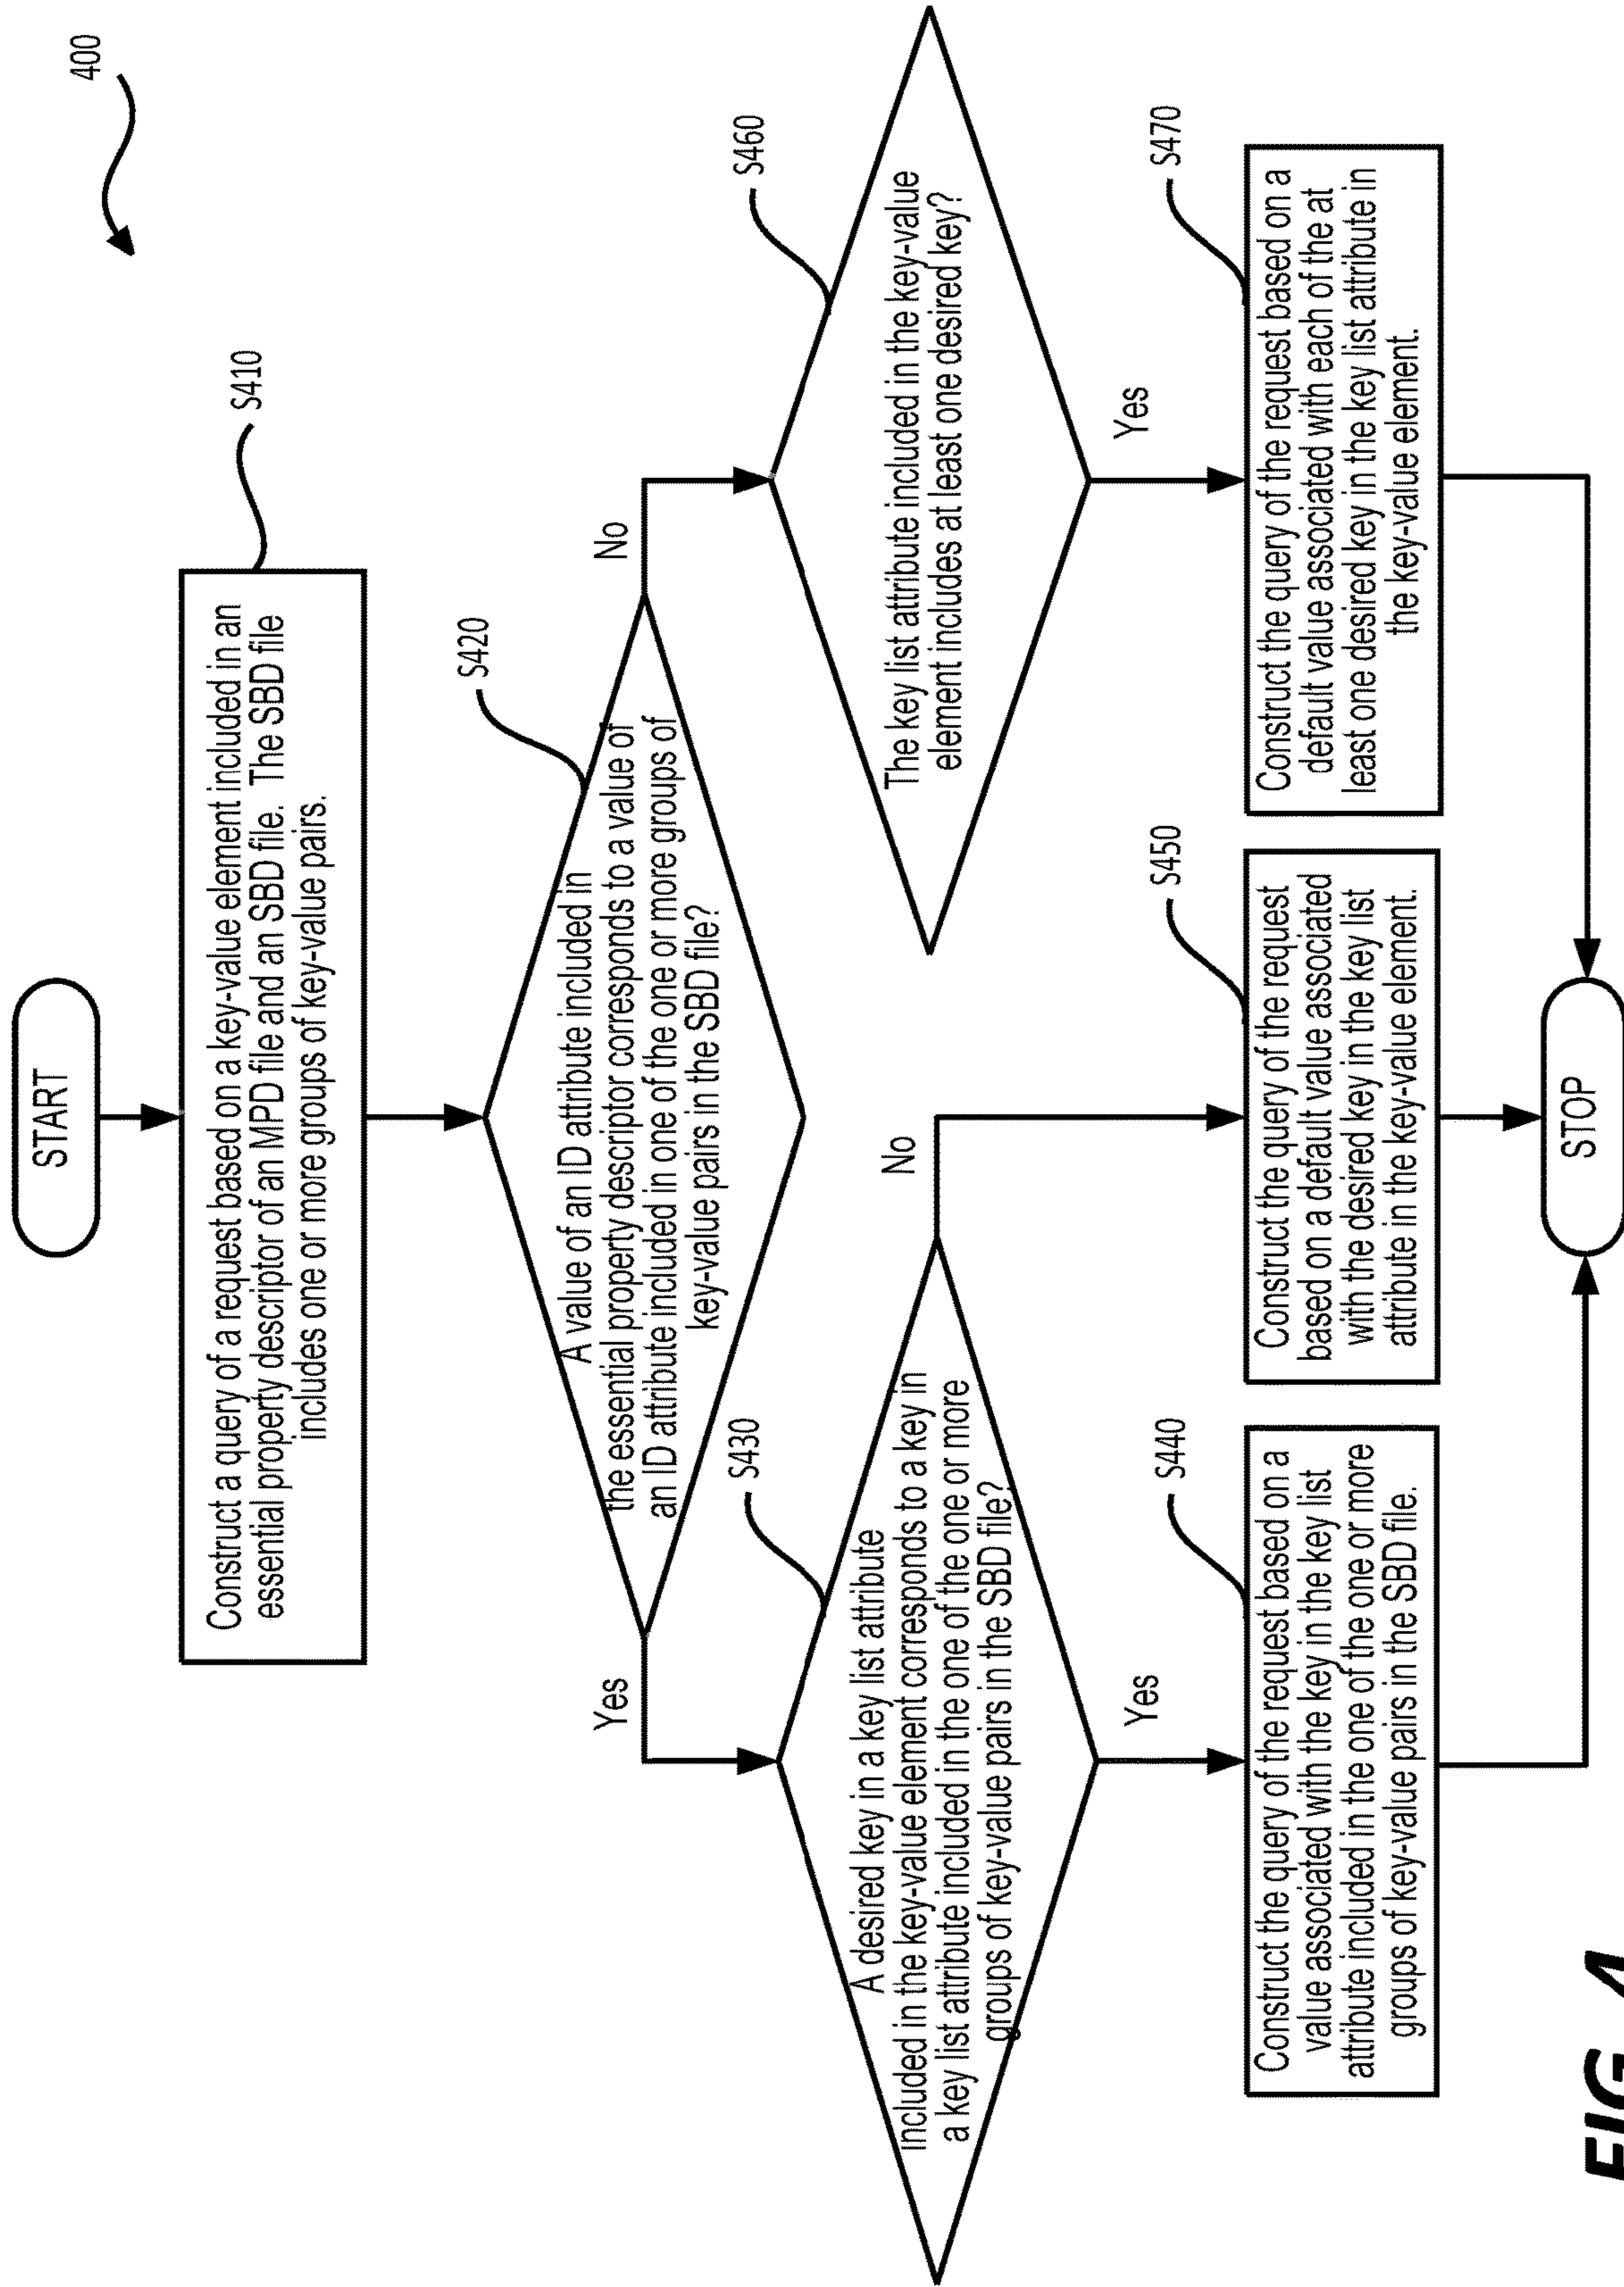 400
START
S410
Construct a query of a request based on a key-value element included in an
essential property descriptor of an MPD file and an SBD file. The SBD file
includes one or more groups of key-value pairs.
S420
A value of an ID attribute included in
the essential property descriptor corresponds to a value of
an ID attribute included in one of the one or more groups of
key-value pairs in the SBD file?
Yes
No
S430
A desired key in a key list attribute
included in the key-value element corresponds to a key in
a key list attribute included in the one of the one or more
groups of key-value pairs in the SBD file?
S460
The key list attribute included in the key-value
element includes at least one desired key?
Yes
No
Yes
S440
Construct the query of the request based on a
value associated with the key in the key list
attribute included in the one of the one or more
groups of key-value pairs in the SBD file.
S450
Construct the query of the request
based on a default value associated
with the desired key in the key list
attribute in the key-value element.
S470
Construct the query of the request based on a
default value associated with each of the at
least one desired key in the key list attribute in
the key-value element.
STOP
FIG. 4